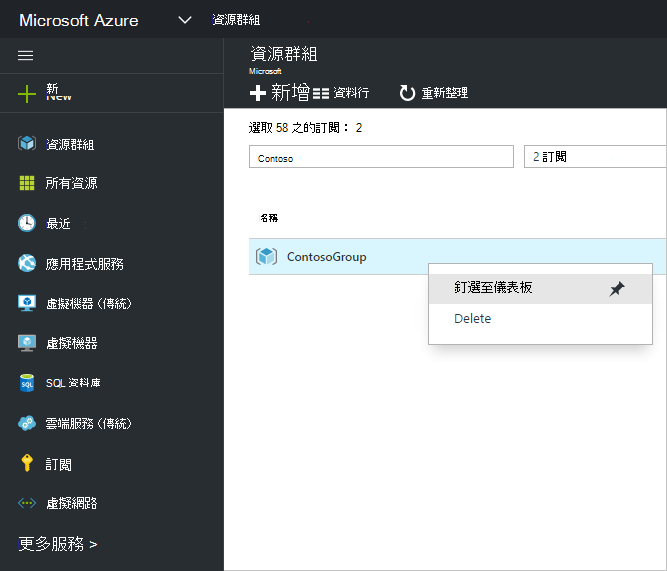 Microsoft Azure 資源群組
新
New
資源群組
所有資源
最近
應用程式服務
虛擬機器 (傳統)
虛擬機器
SQL 資料庫
雲端服務 (傳統)
訂閱
虛擬網路
更多服務 >
資源群組
Microsoft
新增 資料行 重新整理
選取 58 之的訂閱： 2
Contoso 2 訂閱
名稱
ContosoGroup
釘選至儀表板
Delete